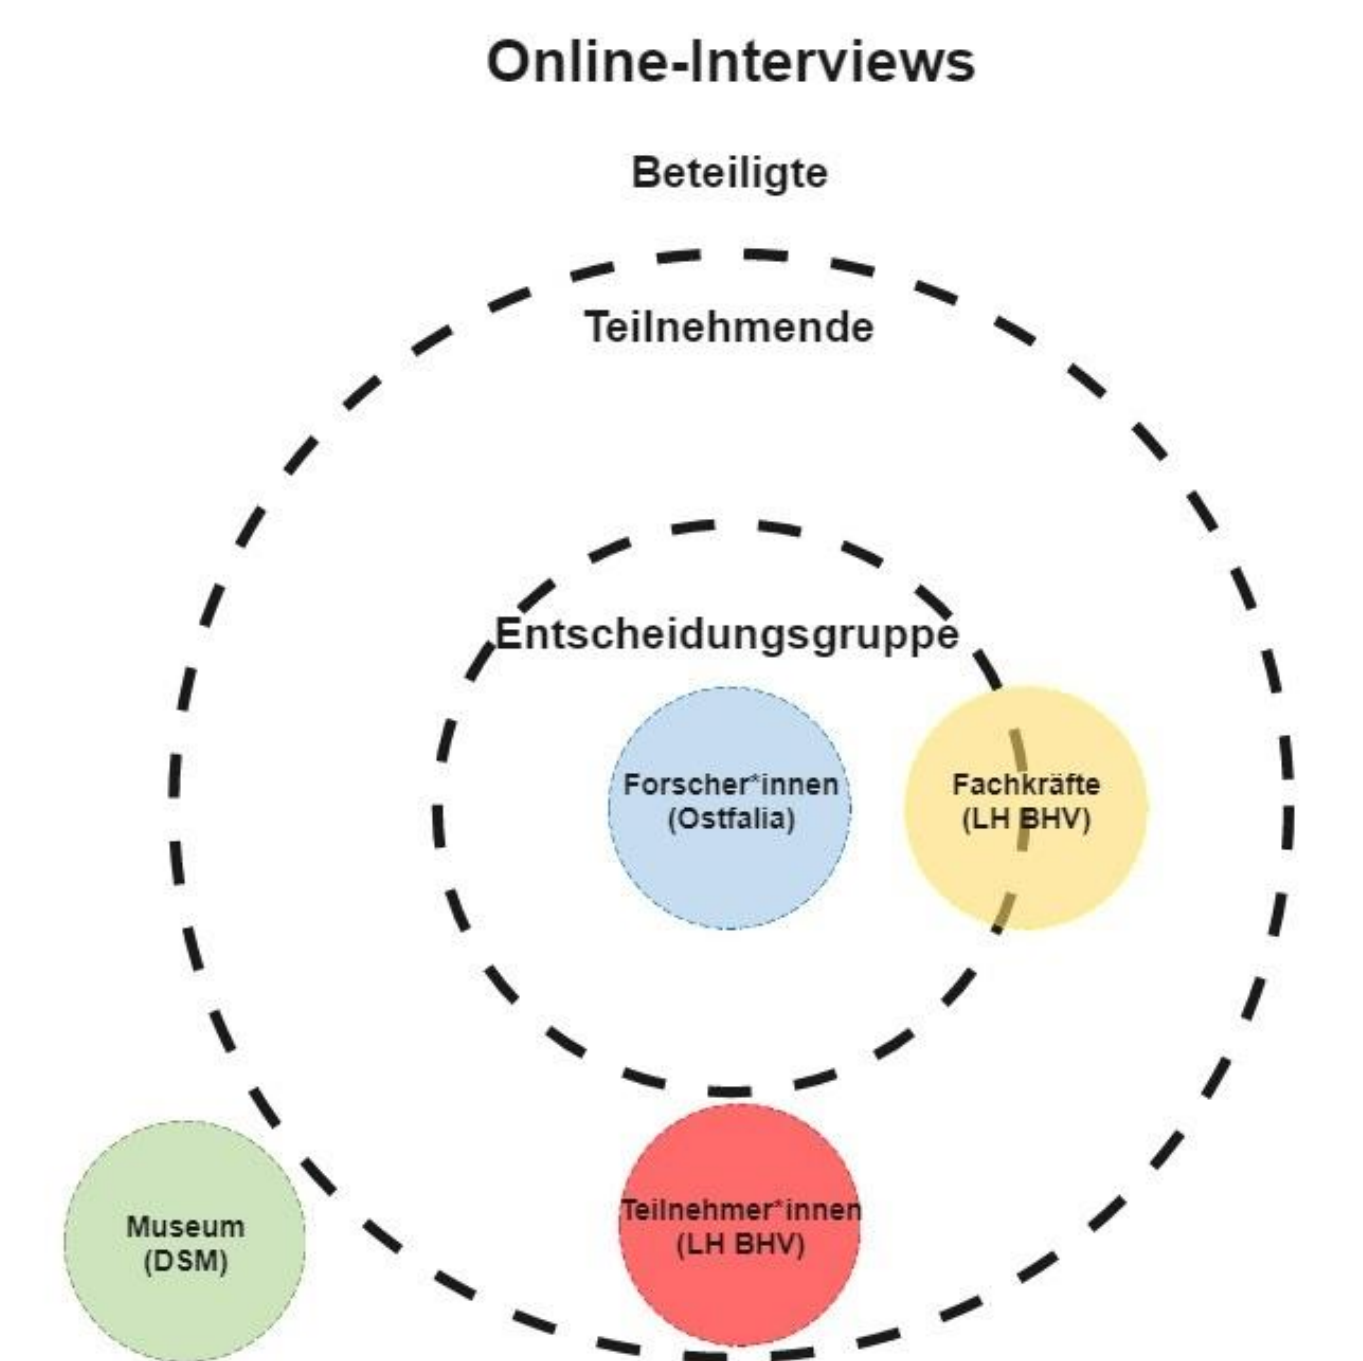 Online-Interviews
Beteiligte
Teilnehmende
Entscheidungsgruppe
Forscher*innen
(Ostfalia)
Fachkräfte
(LH BHV)
Teilnehmer*innen
(LH BHV)
Museum
(DSM)